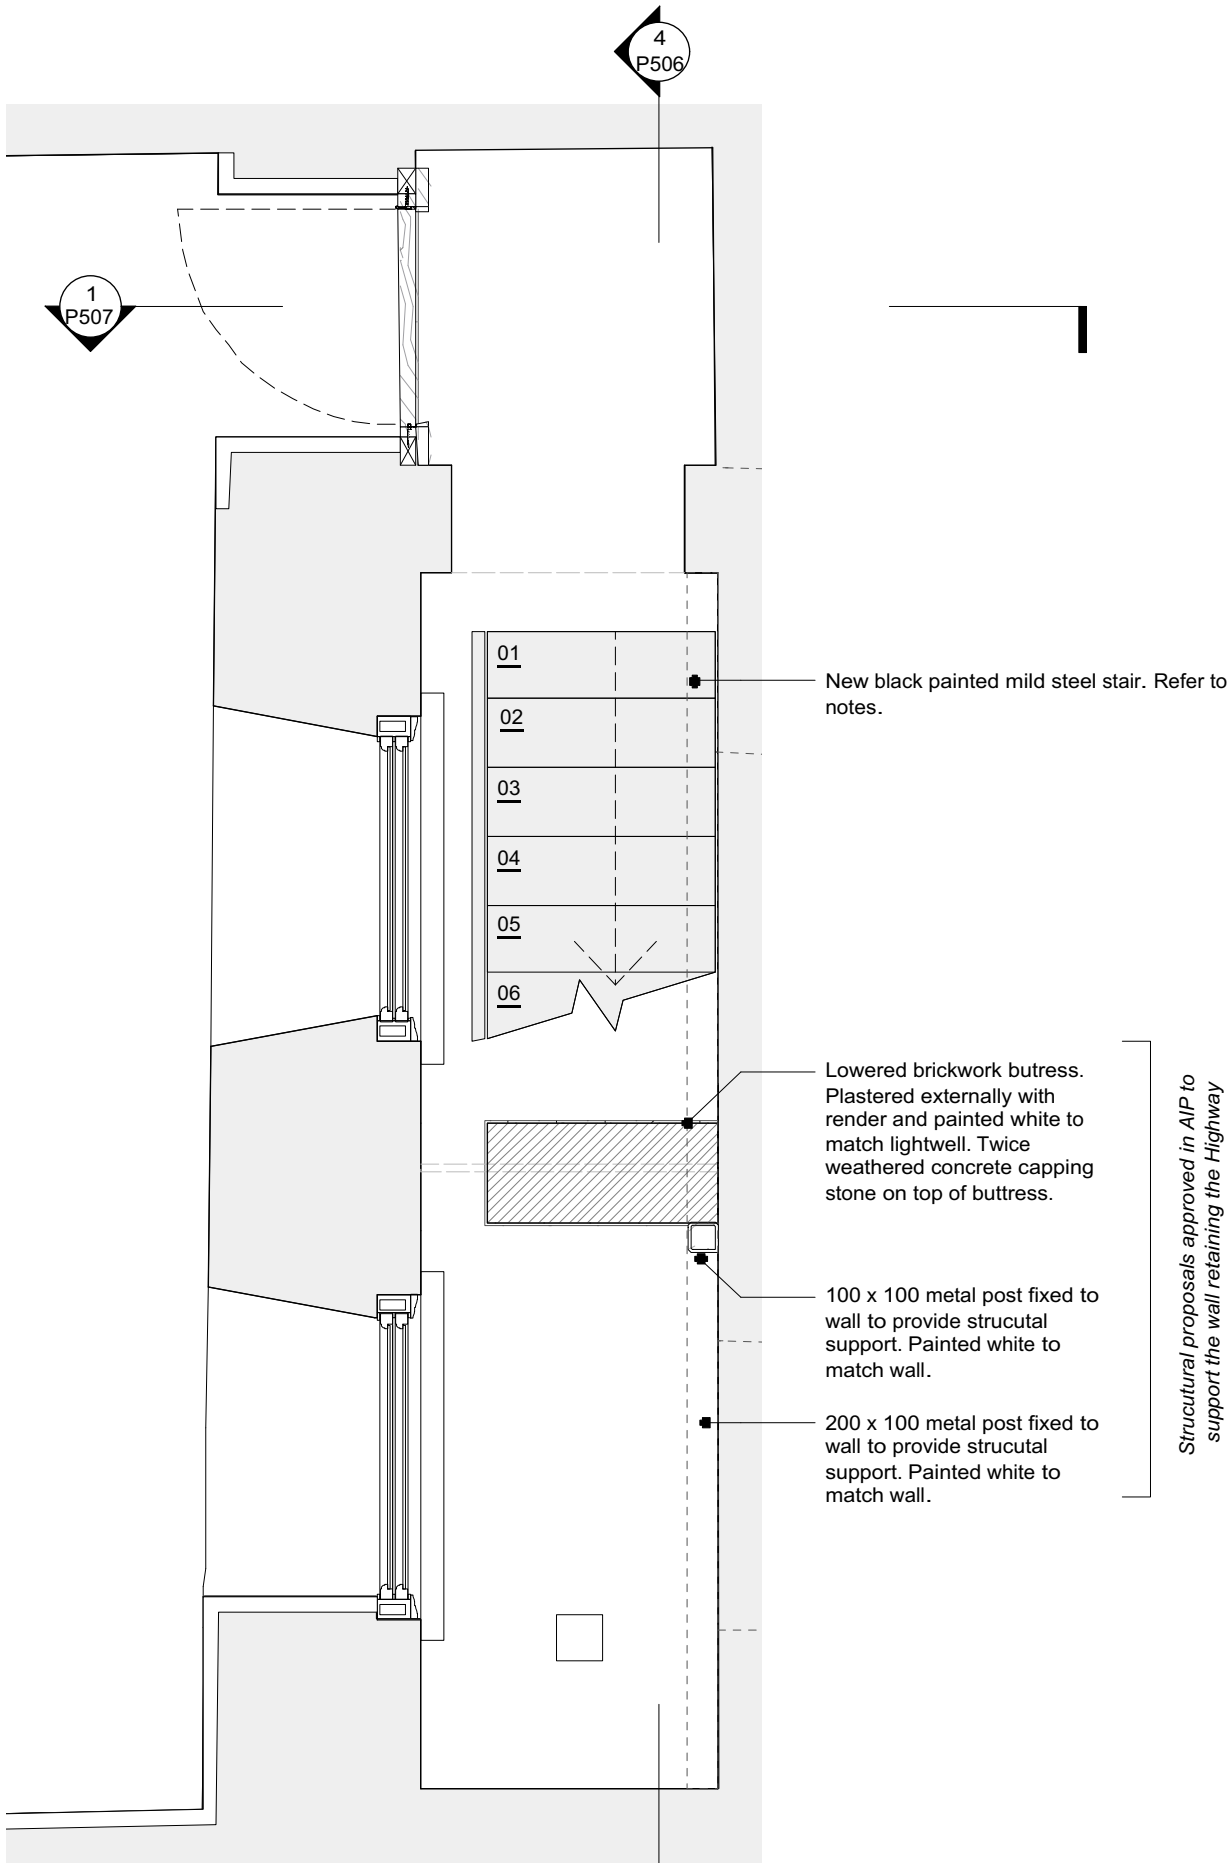 4
P506
1
P507
01
02
03
04
05
06
New black painted mild steel stair. Refer to
notes.
Lowered brickwork butress.
Plastered externally with
render and painted white to
match lightwell. Twice
weathered concrete capping
stone on top of buttress.
100 x 100 metal post fixed to
wall to provide strucutal
support. Painted white to
match wall.
200 x 100 metal post fixed to
wall to provide strucutal
support. Painted white to
match wall.
Strucutural proposals approved in AIP to
support the wall retaining the Highway